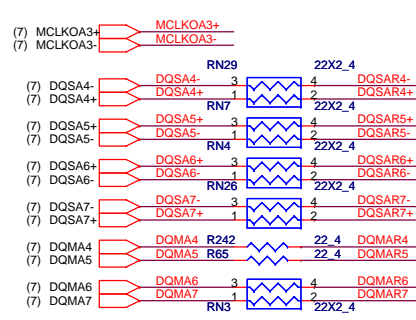 (7) MCLKOA3+ MCLKOA3+
(7) MCLKOA3- MCLKOA3-
RN29 22X2_4
(7) DQSA4- DQSA4- 3 4 DQSAR4-
(7) DQSA4+ DQSA4+ 1 2 DQSAR4+
RN7 22X2_4
(7) DQSA5+ DQSA5+ 3 4 DQSAR5+
(7) DQSA5- DQSA5- 1 2 DQSAR5-
RN4 22X2_4
(7) DQSA6+ DQSA6+ 3 4 DQSAR6+
(7) DQSA6- DQSA6- 1 2 DQSAR6-
RN26 22X2_4
(7) DQSA7- DQSA7- 3 4 DQSAR7-
(7) DQSA7+ DQSA7+ 1 2 DQSAR7+
(7) DQMA4 DQMA4 R242 22_4 DQMAR4
(7) DQMA5 DQMA5 R65 22_4 DQMAR5
(7) DQMA6 DQMA6 3 4 DQMAR6
(7) DQMA7 DQMA7 1 2 DQMAR7
RN3 22X2_4